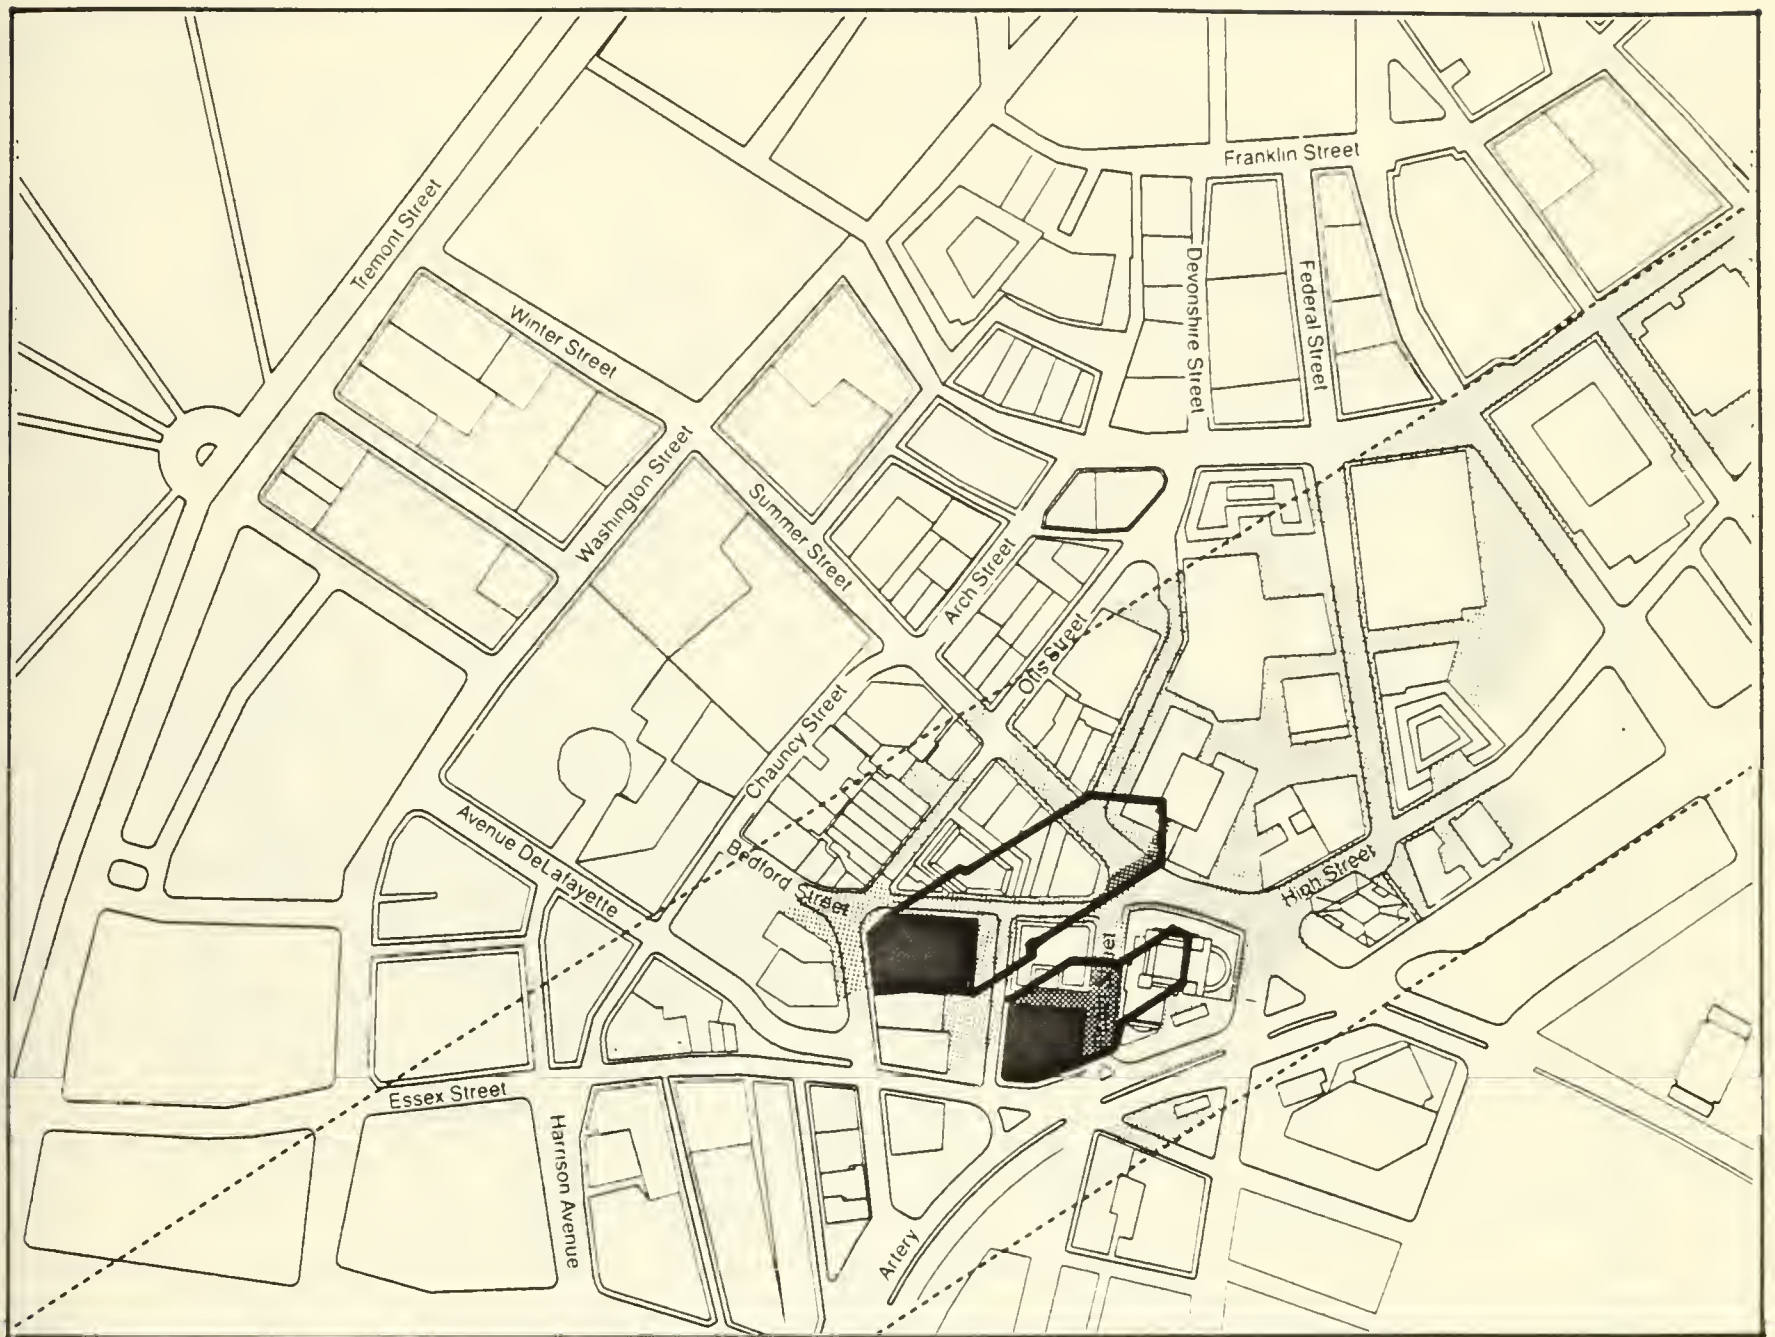 Franklin Street
Tremont Street
Winter Street
Devonshire Street
Federal Street
Washington Street
Summer Street
Arch Street
Otis Street
Chauncy Street
Avenue DeLafayette
Bedford Street
High Street
Essex Street
Harrison Avenue
Artery